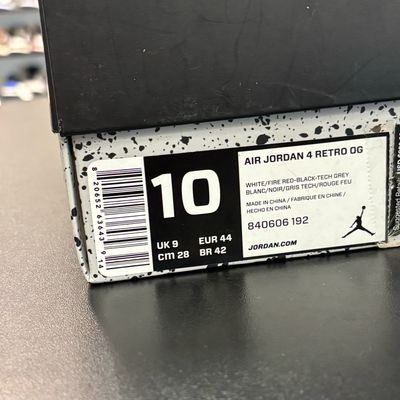 AIR JORDAN 4 RETRO OG
WHITE/FIRE RED-BLACK-TECH GREY
BLANC/NOIR/GRIS TECH/ROUGE FEU
MADE IN CHINA / FABRIQUE EN CHINE /
HECHO EN CHINA
840606 192
JORDAN.COM
10
UK 9 EUR 44
CM 28 BR 42